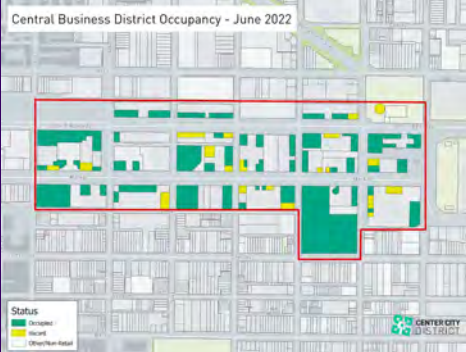 Central Business District Occupancy - June 2022
Status
Occupied
Vacant
Other/Non-Retail
CENTER CITY
DISTRICT